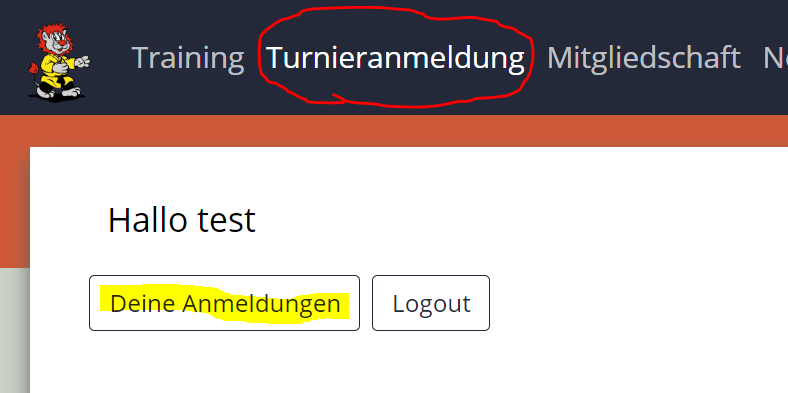 Training Turnieranmeldung Mitgliedschaft
Hallo test
Deine Anmeldungen Logout